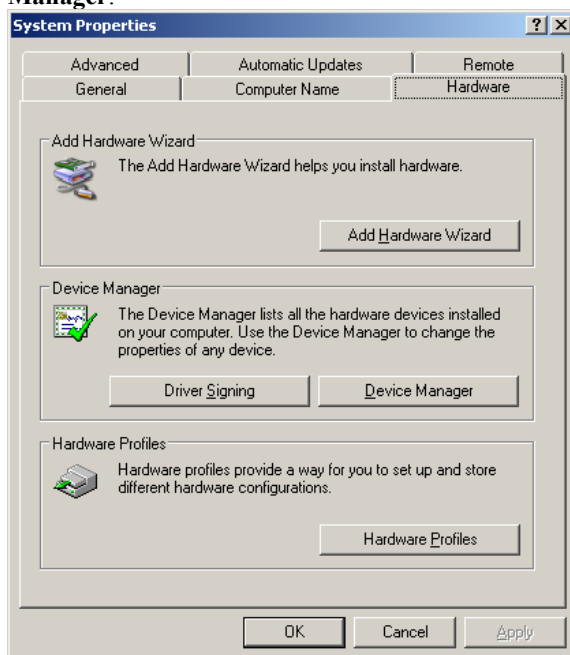 Manager.
System Properties
Advanced Automatic Updates Remote
General Computer Name Hardware
Add Hardware Wizard
The Add Hardware Wizard helps you install hardware.
Add Hardware Wizard
Device Manager
The Device Manager lists all the hardware devices installed
on your computer. Use the Device Manager to change the
properties of any device.
Driver Signing Device Manager
Hardware Profiles
Hardware profiles provide a way for you to set up and store
different hardware configurations.
Hardware Profiles
OK Cancel Apply